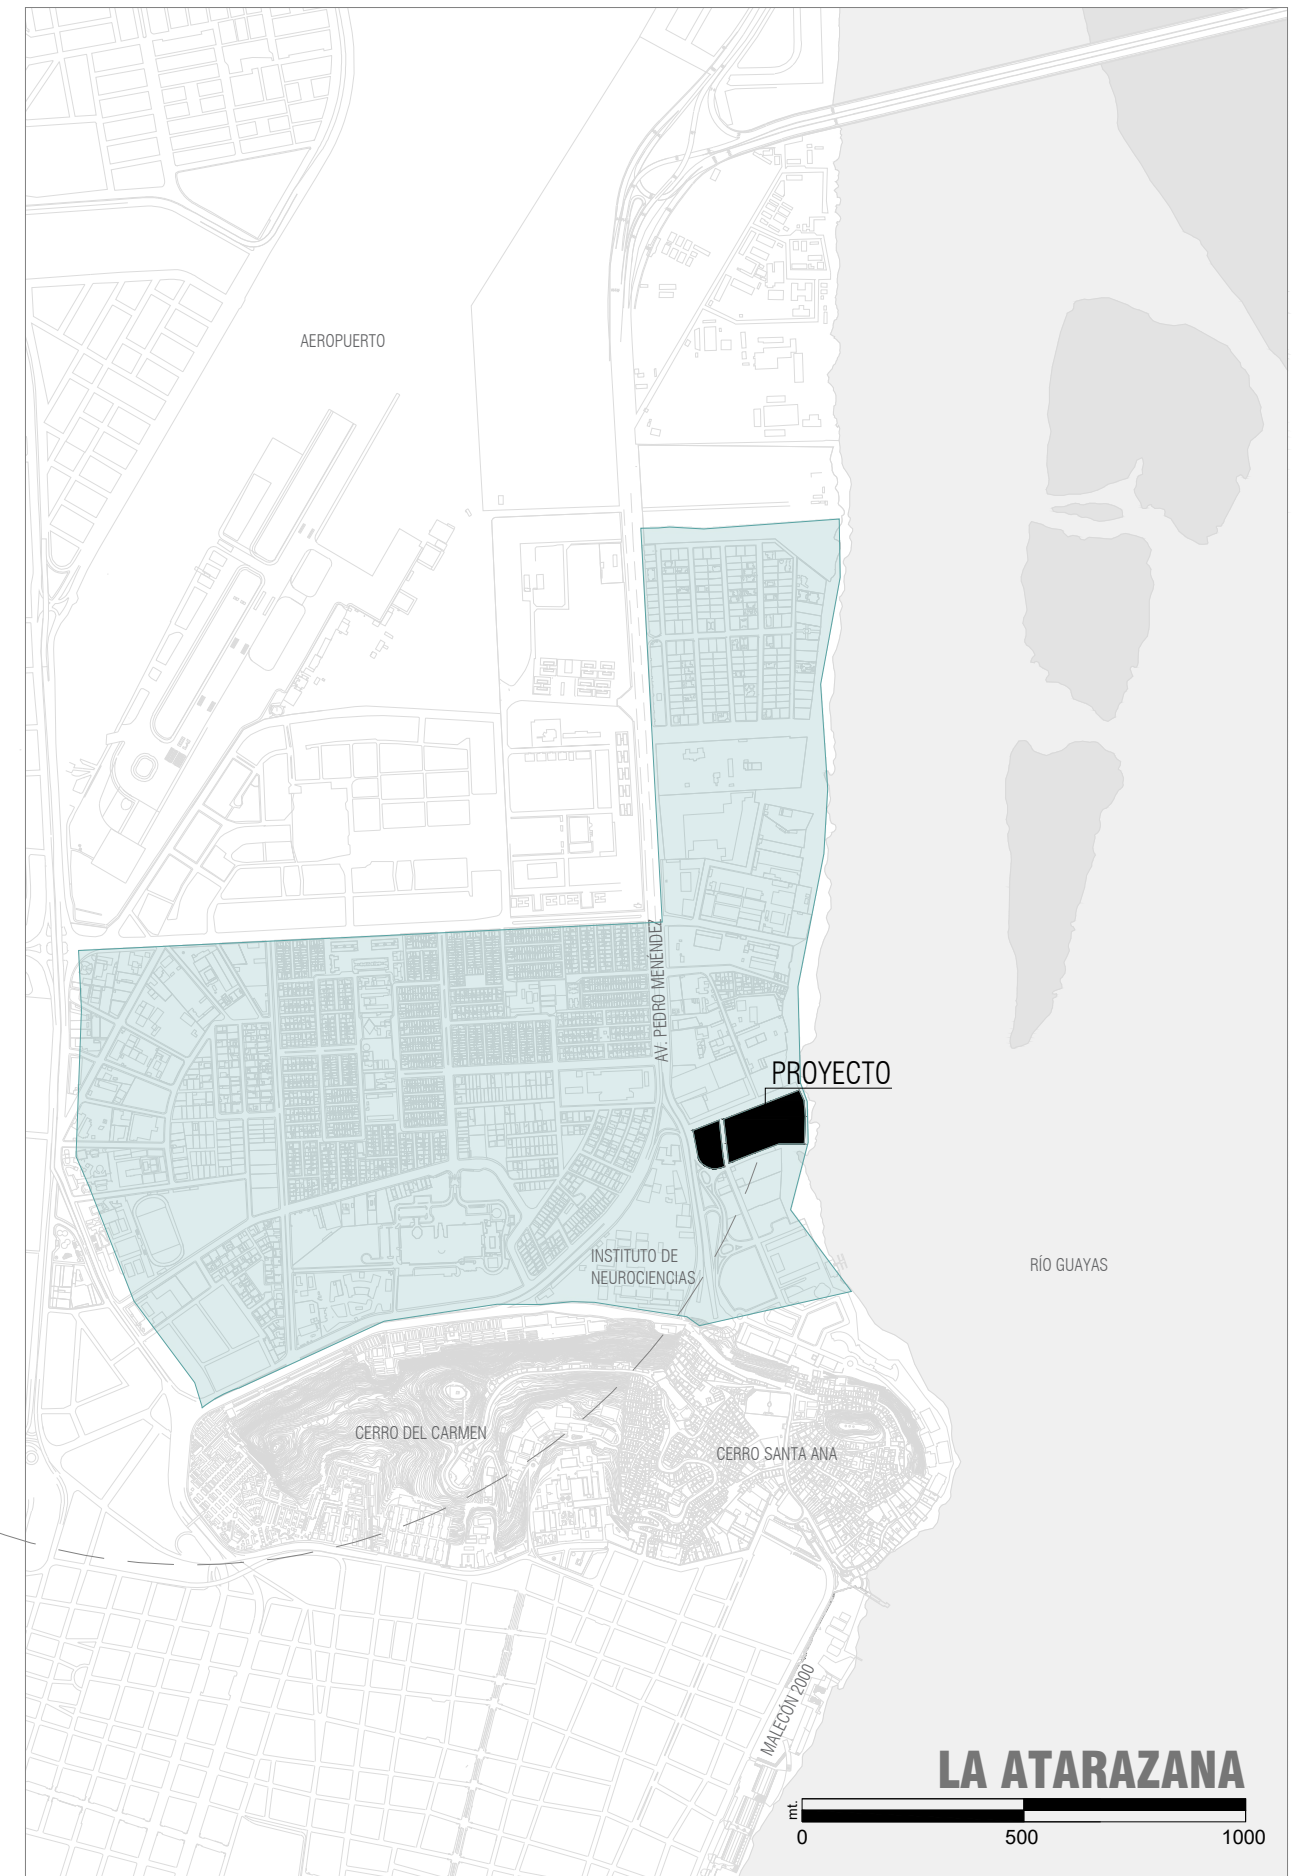 AEROPUERTO
AV. PEDRO MENÉNDEZ
PROYECTO
INSTITUTO DE
NEUROCIENCIAS
RÍO GUAYAS
CERRO DEL CARMEN
CERRO SANTA ANA
MALECÓN 2000
LA ATARAZANA
mt.
0 500 1000